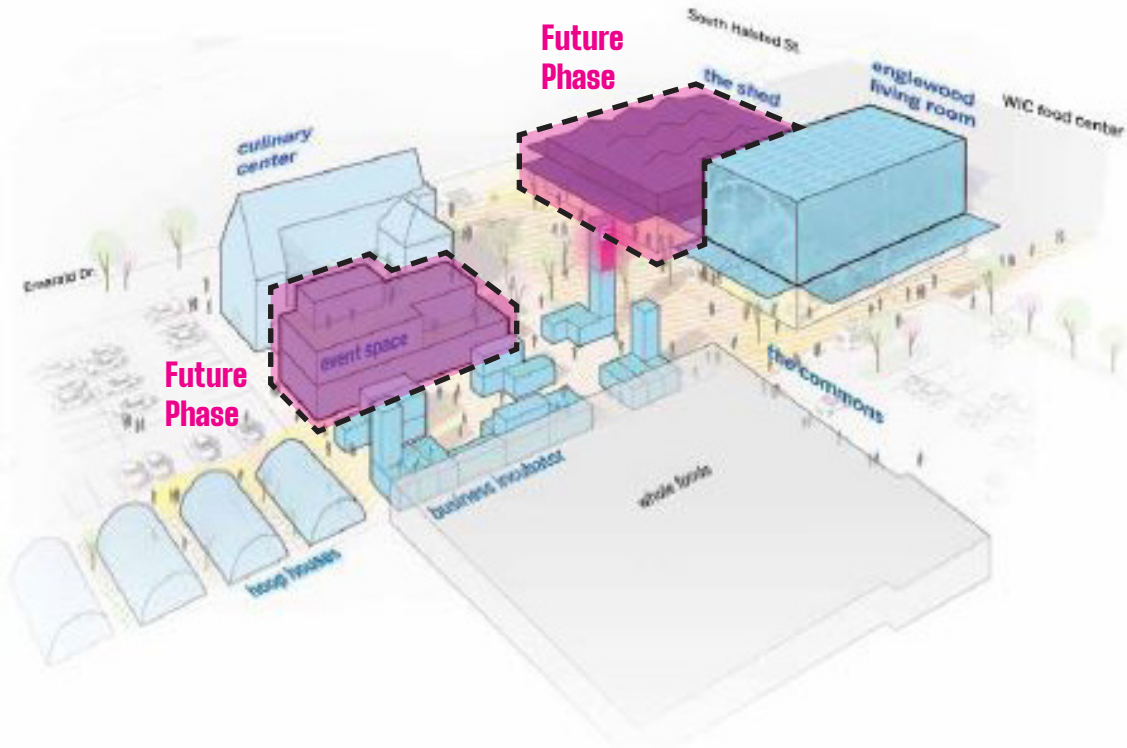 Future
Phase
South Halsted St.
the shed
englewood
living room
WIC food center
culinary
center
Emerald Dr.
event space
Future
Phase
the commons
business incubator
whole foods
hoop houses